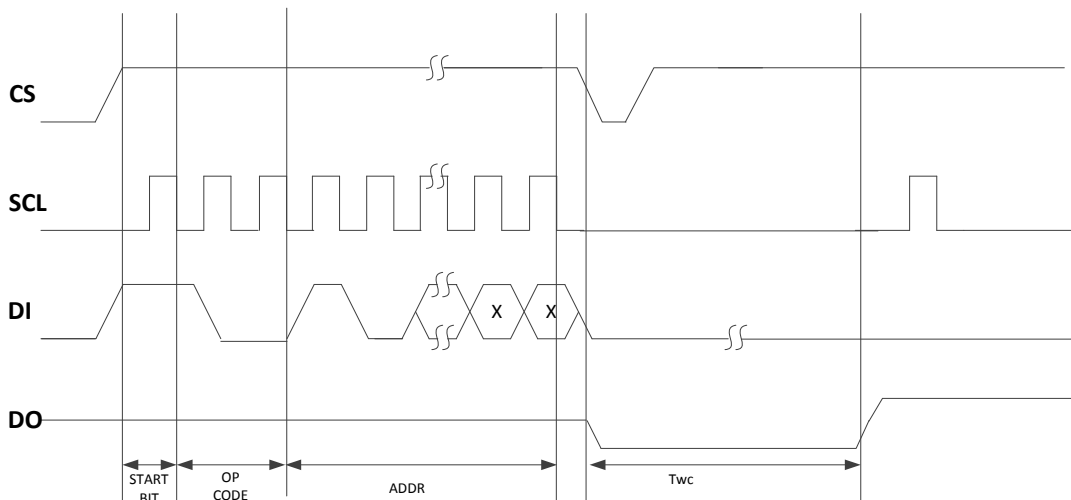 CS
SCL
DI
X X
DO
START
BIT
OP
CODE
ADDR
Twc